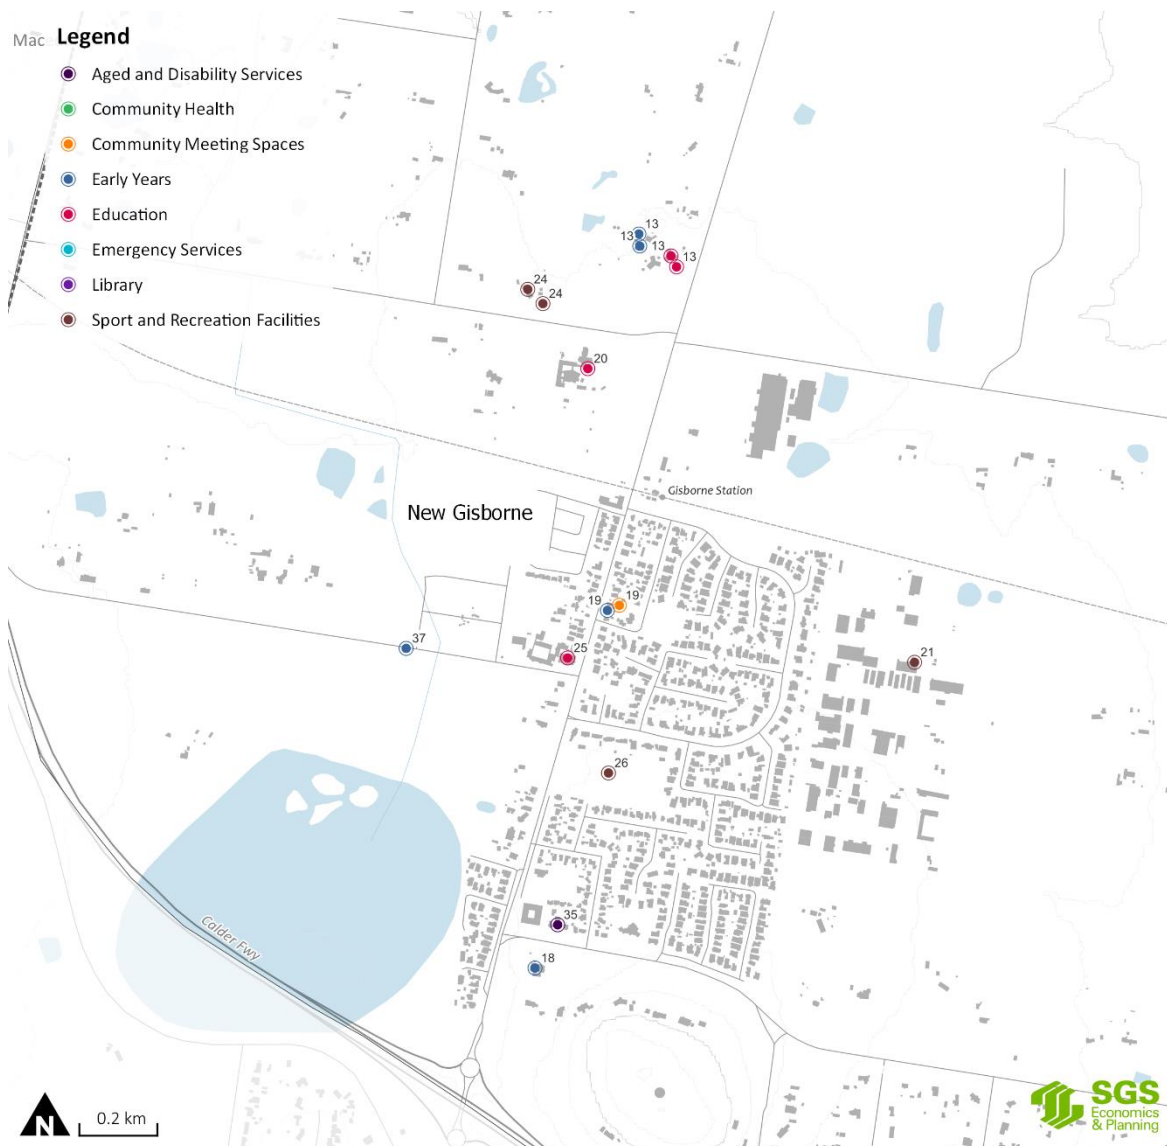 Mac
Legend
Aged and Disability Services
Community Health
Community Meeting Spaces
Early Years
Education
Emergency Services
Library
Sport and Recreation Facilities
13
13
13
13
24
24
20
Gisborne Station
New Gisborne
19
19
37
25
21
26
35
18
Calder Fwy
N
0.2 km
SGS
Economics
& Planning